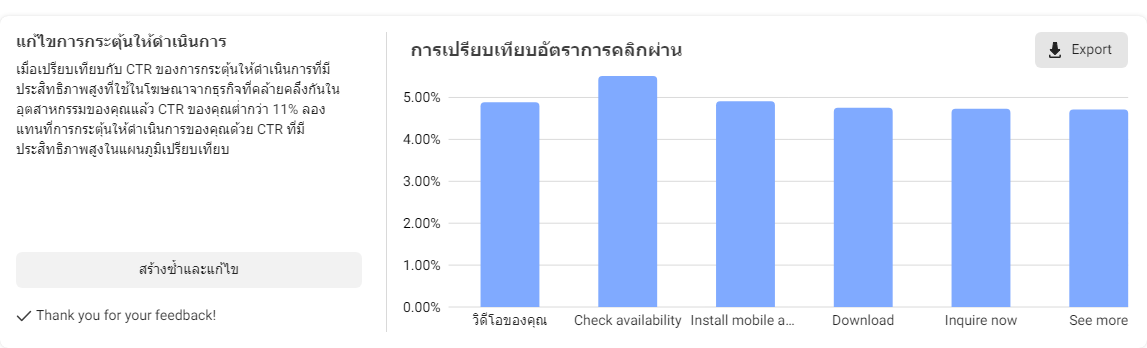 แก้ไขการกระตุ้นให้ดำเนินการ
เมื่อเปรียบเทียบกับ CTR ของการกระตุ้นให้ดำเนินการที่มี
ประสิทธิภาพสูงที่ใช้ในโฆษณาจากธุรกิจที่คล้ายคลึงกันใน
อุตสาหกรรมของคุณแล้ว CTR ของคุณต่ำกว่า 11% ลอง
แทนที่การกระตุ้นให้ดำเนินการของคุณด้วย CTR ที่มี
ประสิทธิภาพสูงในแผนภูมิเปรียบเทียบ
สร้างซ้ำและแก้ไข
Thank you for your feedback!
การเปรียบเทียบอัตราการคลิกผ่าน
Export
5.00%
4.00%
3.00%
2.00%
1.00%
0.00%
วิดีโอของคุณ Check availability Install mobile a... Download Inquire now See more